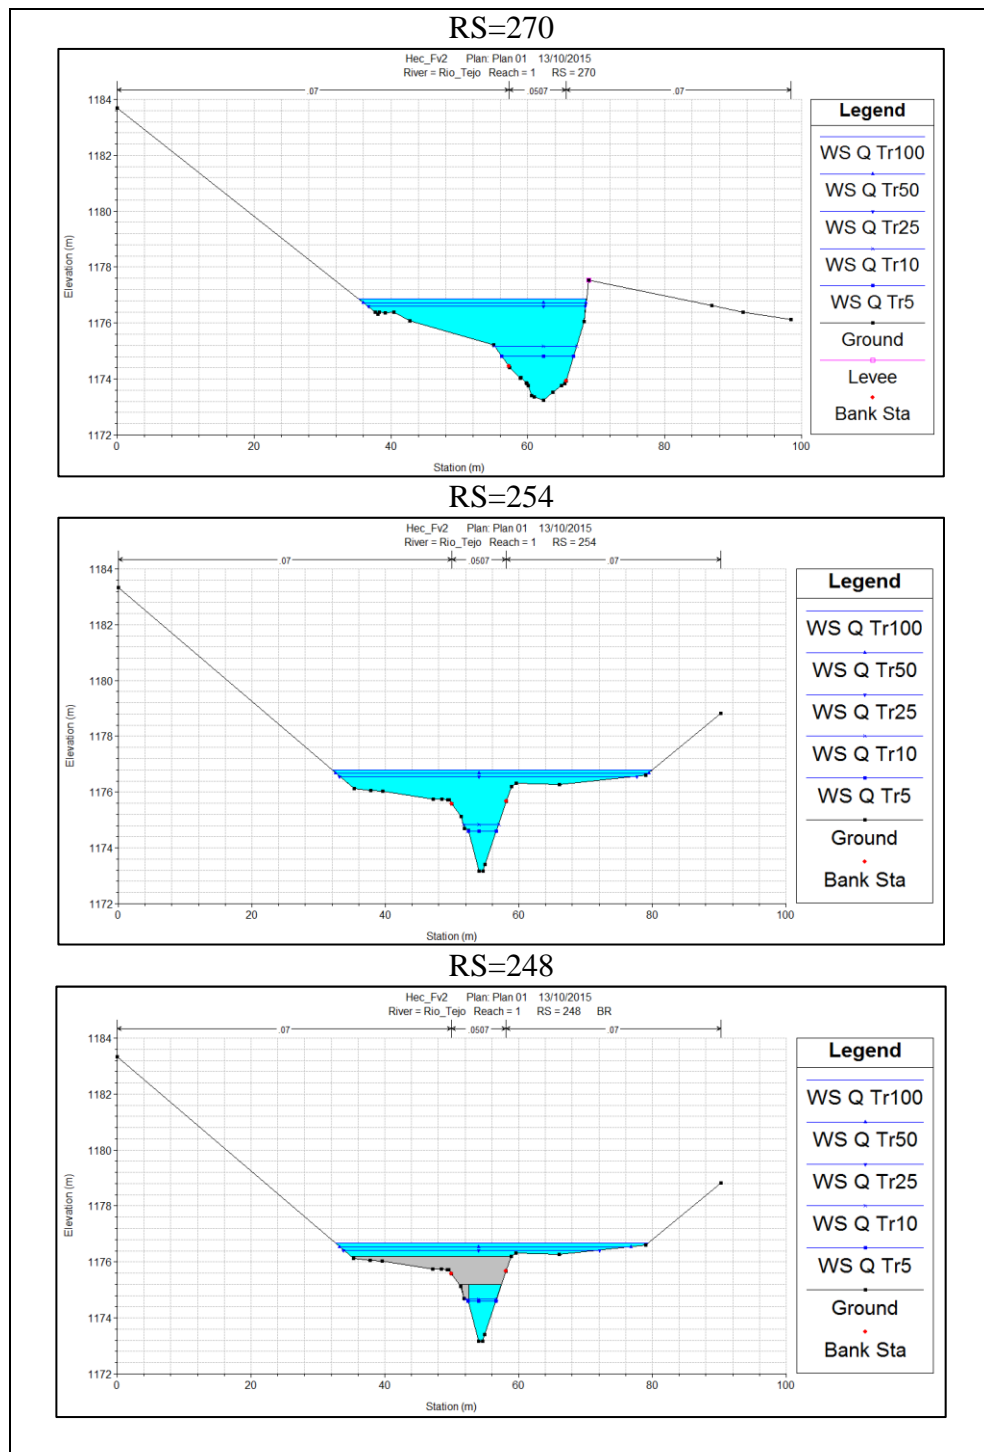 RS=270
Hec_Fv2 Plan: Plan 01 13/10/2015
River = Rio_Tejo Reach = 1 RS = 270
.07 .0507 .07
1184
1182
1180
1178
1176
1174
1172
Elevation (m)
0 20 40 60 80 100
Station (m)
Legend
WS Q Tr100
WS Q Tr50
WS Q Tr25
WS Q Tr10
WS Q Tr5
Ground
Levee
Bank Sta
RS=254
Hec_Fv2 Plan: Plan 01 13/10/2015
River = Rio_Tejo Reach = 1 RS = 254
.07 .0507 .07
1184
1182
1180
1178
1176
1174
1172
Elevation (m)
0 20 40 60 80 100
Station (m)
Legend
WS Q Tr100
WS Q Tr50
WS Q Tr25
WS Q Tr10
WS Q Tr5
Ground
Bank Sta
RS=248
Hec_Fv2 Plan: Plan 01 13/10/2015
River = Rio_Tejo Reach = 1 RS = 248 BR
.07 .0507 .07
1184
1182
1180
1178
1176
1174
1172
Elevation (m)
0 20 40 60 80 100
Station (m)
Legend
WS Q Tr100
WS Q Tr50
WS Q Tr25
WS Q Tr10
WS Q Tr5
Ground
Bank Sta